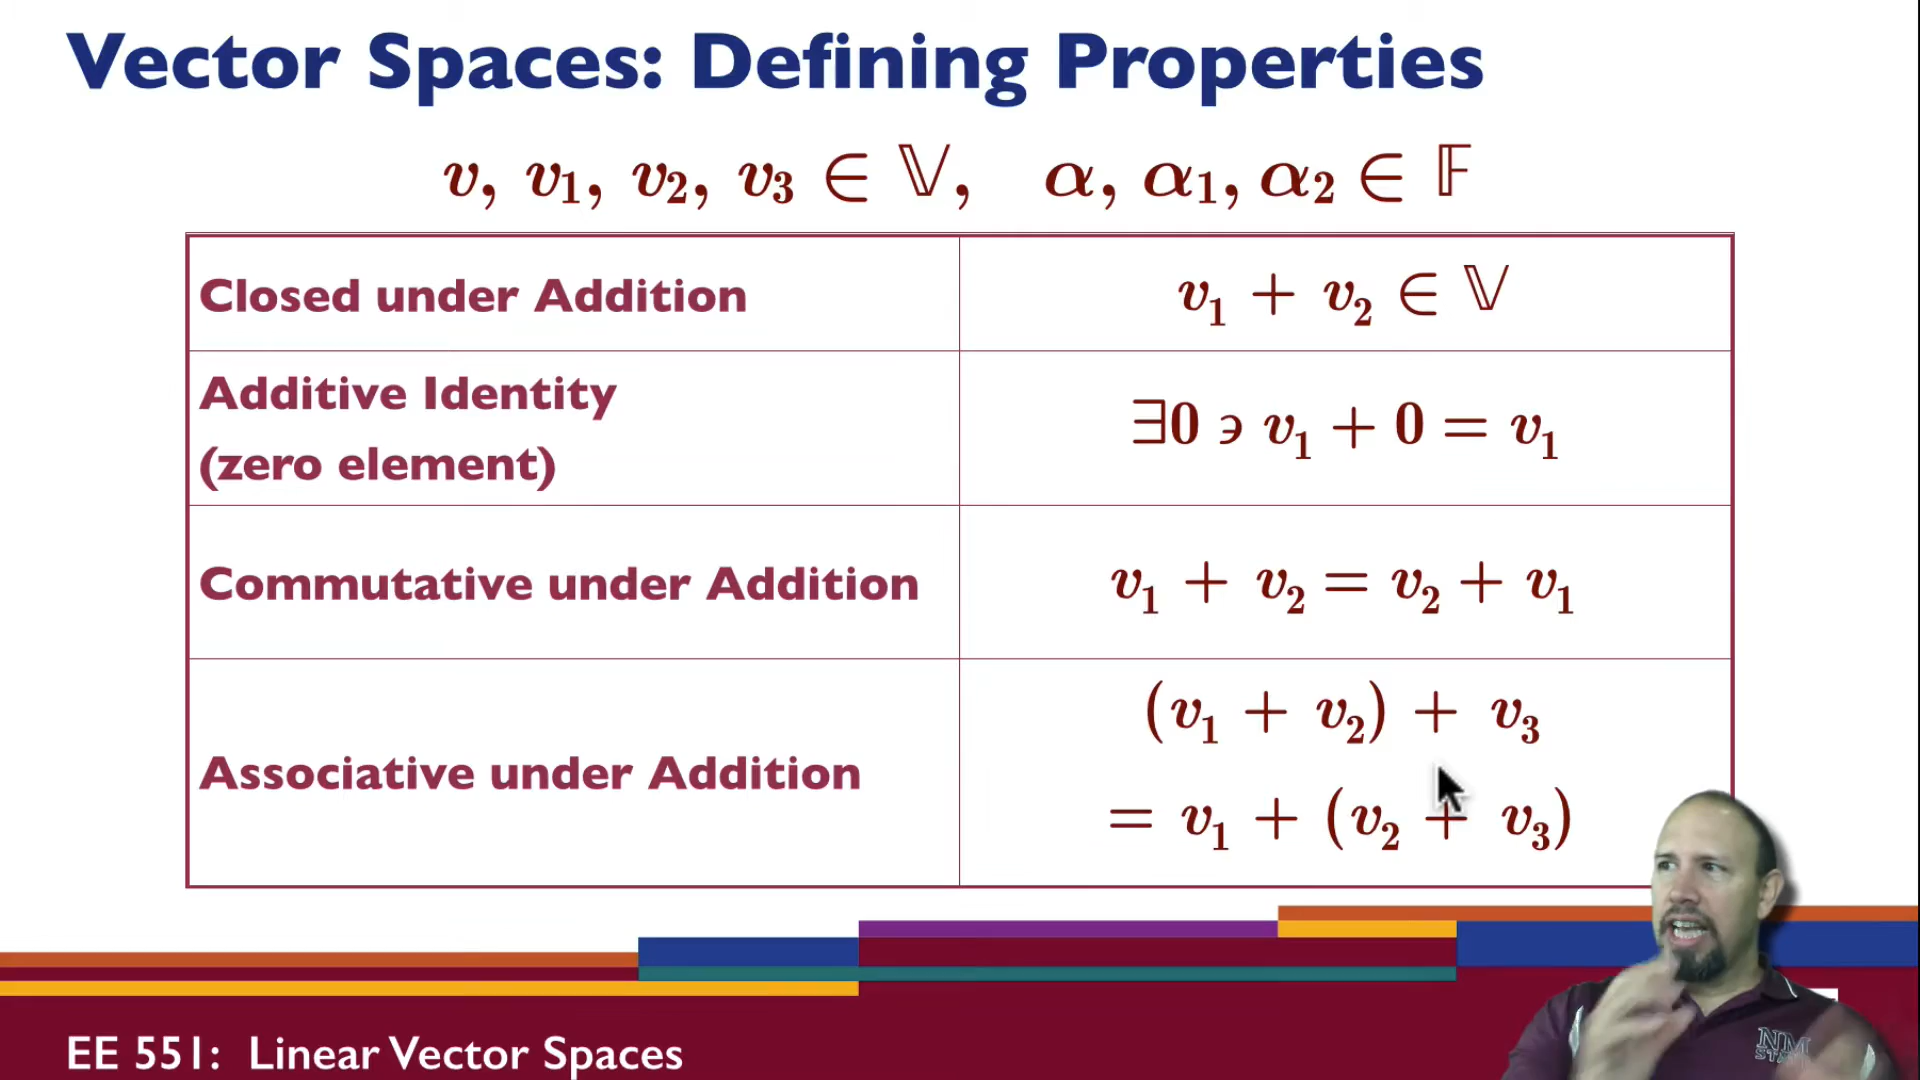 Vector Spaces: Defining Properties
v, v₁, v₂, v₃ ∈ 𝕍, α, α₁, α₂ ∈ 𝔽
Closed under Addition
v₁ + v₂ ∈ 𝕍
Additive Identity
(zero element)
∃0 ϶ v₁ + 0 = v₁
Commutative under Addition
v₁ + v₂ = v₂ + v₁
Associative under Addition
(v₁ + v₂) + v₃
= v₁ + (v₂ + v₃)
EE 551: Linear Vector Spaces
NM
STATE